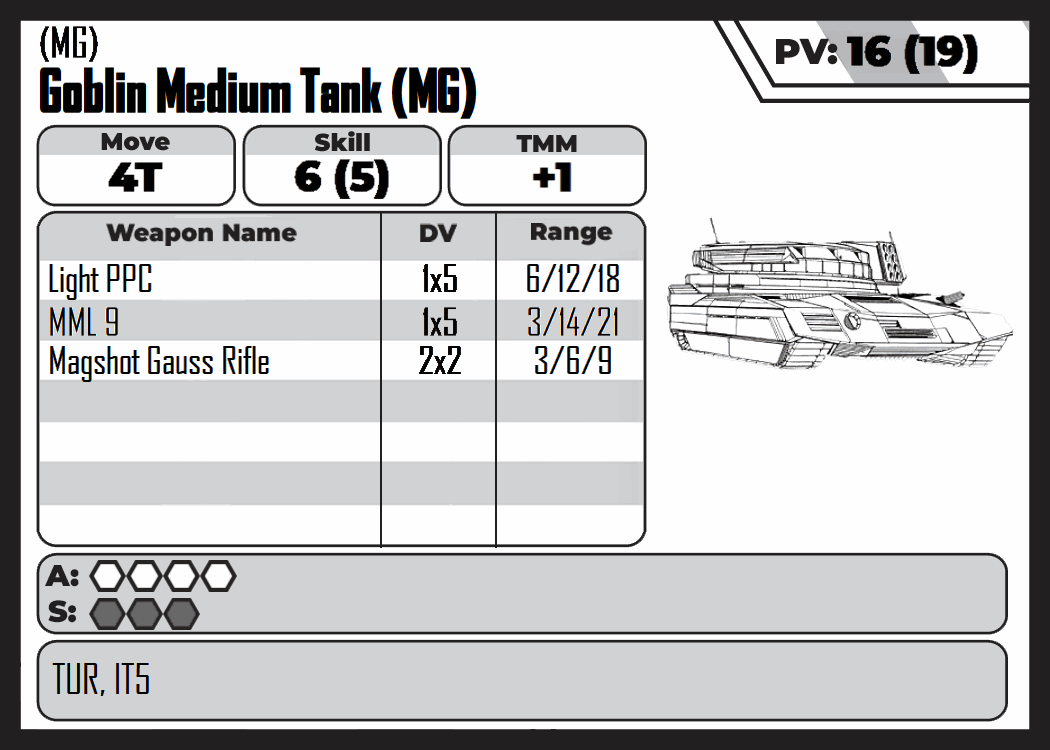 (MG)
Goblin Medium Tank (MG)
PV: 16 (19)
Move
4T
Skill
6 (5)
TMM
+1
Weapon Name DV Range
Light PPC 1x5 6/12/18
MML 9 1x5 3/14/21
Magshot Gauss Rifle 2x2 3/6/9
A:
S:
TUR, IT5